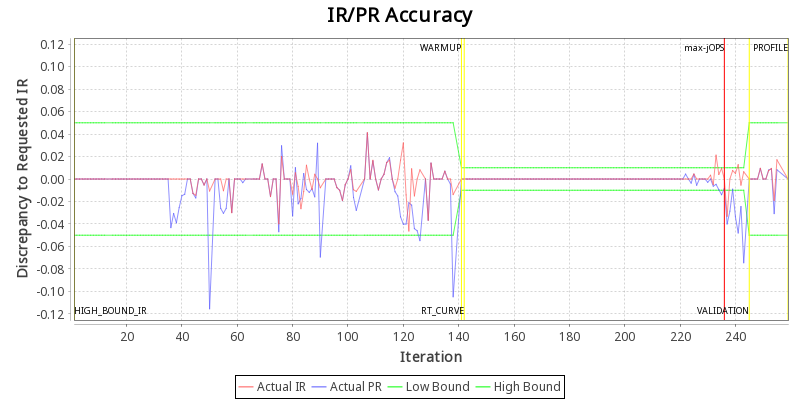 IR/PR Accuracy
Discrepancy to Requested IR
0.12
0.10
0.08
0.06
0.04
0.02
0.00
-0.02
-0.04
-0.06
-0.08
-0.10
-0.12
WARMUP
max-jOPS
PROFILE
HIGH_BOUND_IR
RT_CURVE
VALIDATION
20 40 60 80 100 120 140 160 180 200 220 240
Iteration
Actual IR Actual PR Low Bound High Bound